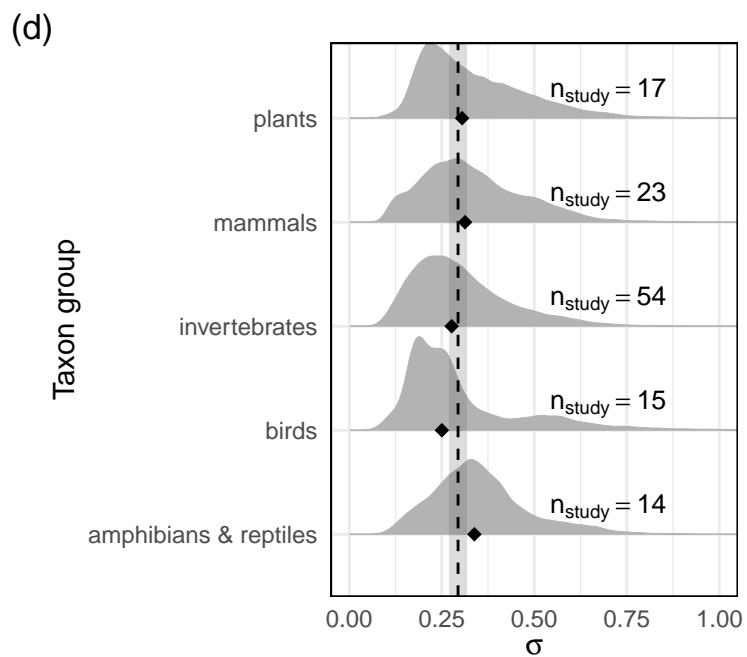 (d)
n_study = 17
plants
n_study = 23
mammals
n_study = 54
invertebrates
n_study = 15
birds
n_study = 14
amphibians & reptiles
Taxon group
0.00 0.25 0.50 0.75 1.00
σ